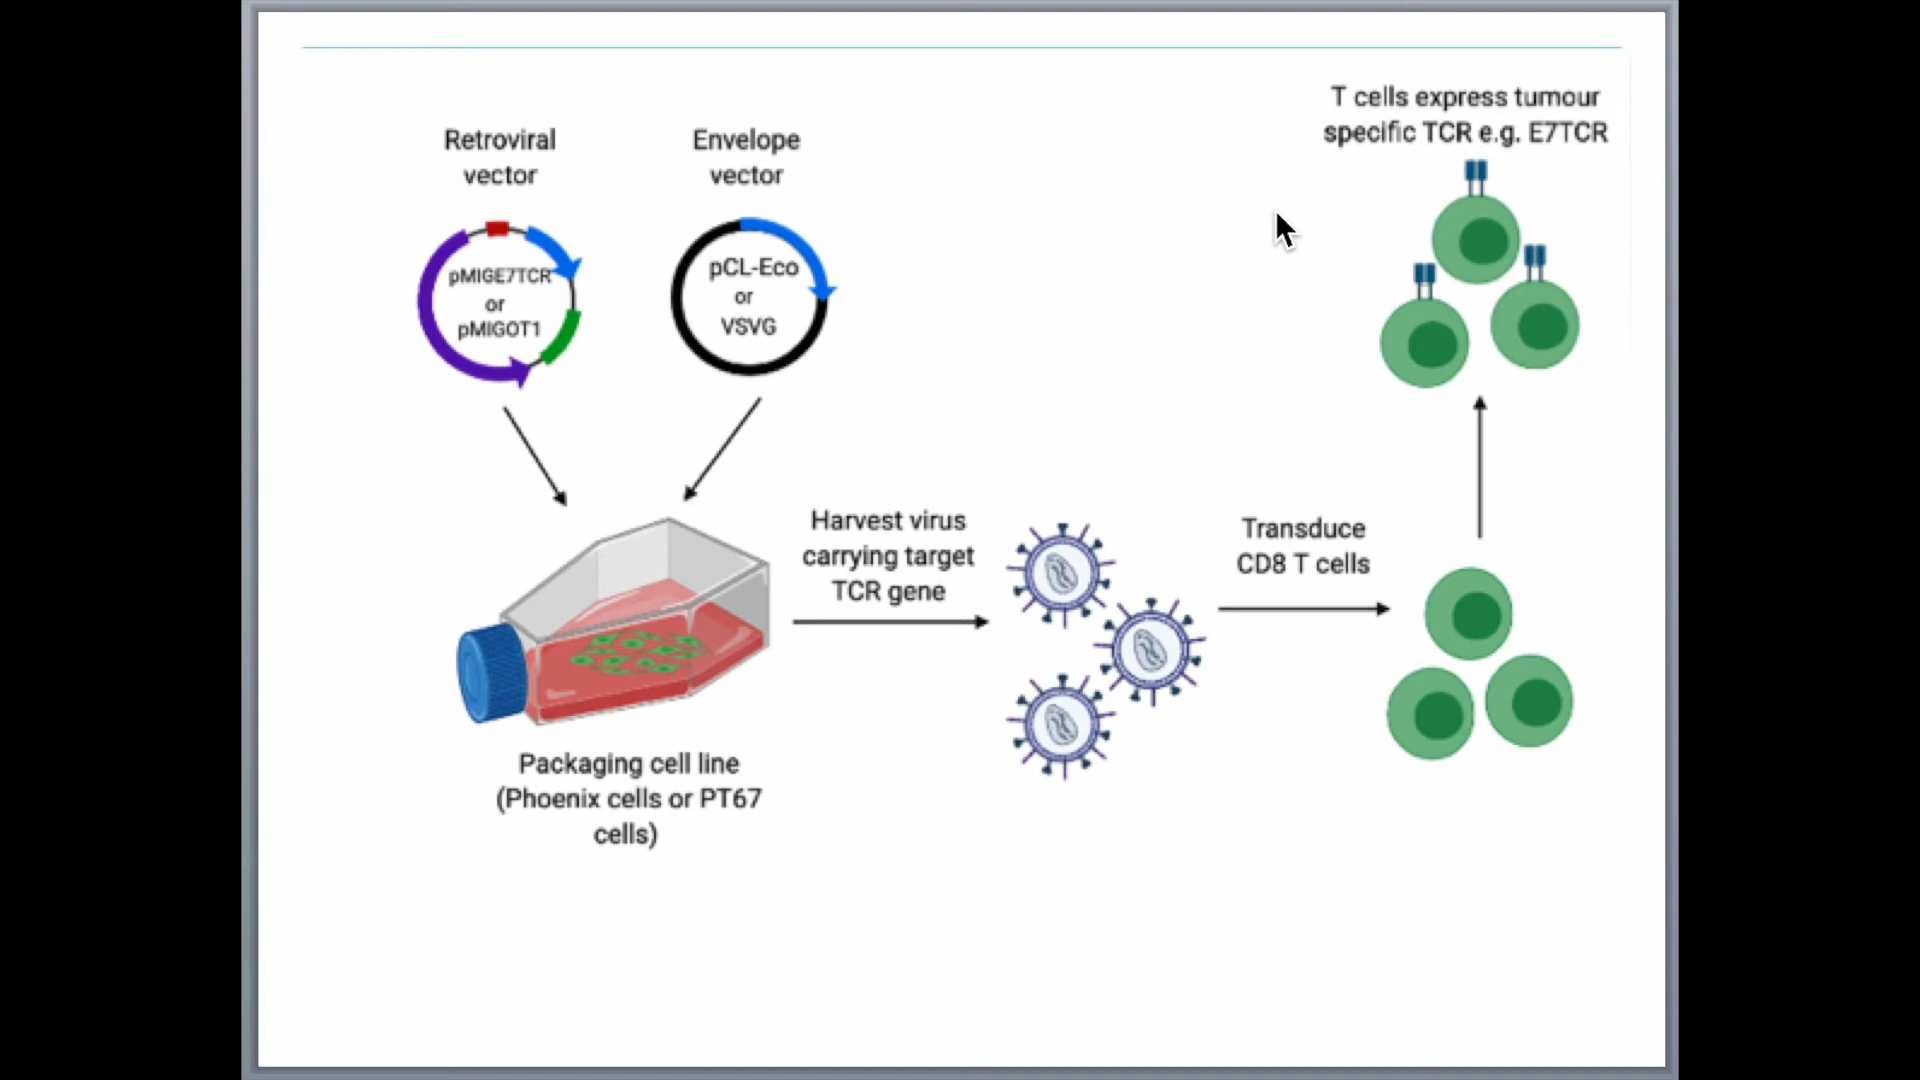 Retroviral
vector
Envelope
vector
T cells express tumour
specific TCR e.g. E7TCR
pMIGE7TCR
or
pMIGOT1
pCL-Eco
or
VSVG
Harvest virus
carrying target
TCR gene
Transduce
CD8 T cells
Packaging cell line
(Phoenix cells or PT67
cells)